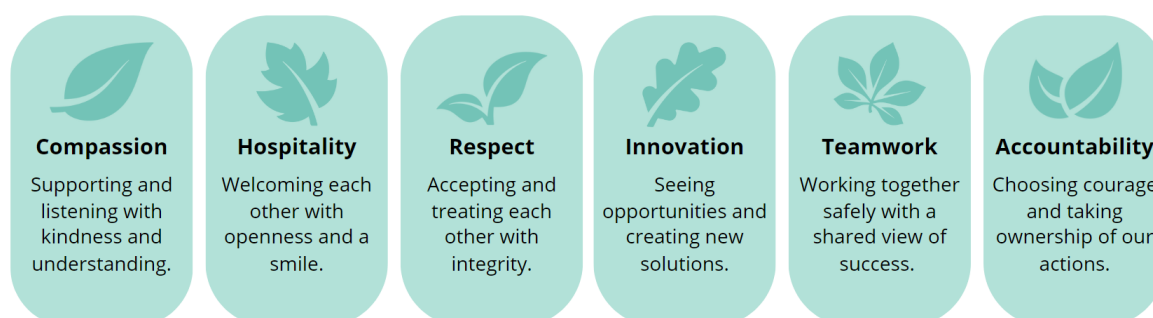 Compassion
Supporting and
listening with
kindness and
understanding.
Hospitality
Welcoming each
other with
openness and a
smile.
Respect
Accepting and
treating each
other with
integrity.
Innovation
Seeing
opportunities and
creating new
solutions.
Teamwork
Working together
safely with a
shared view of
success.
Accountability
Choosing courage
and taking
ownership of our
actions.